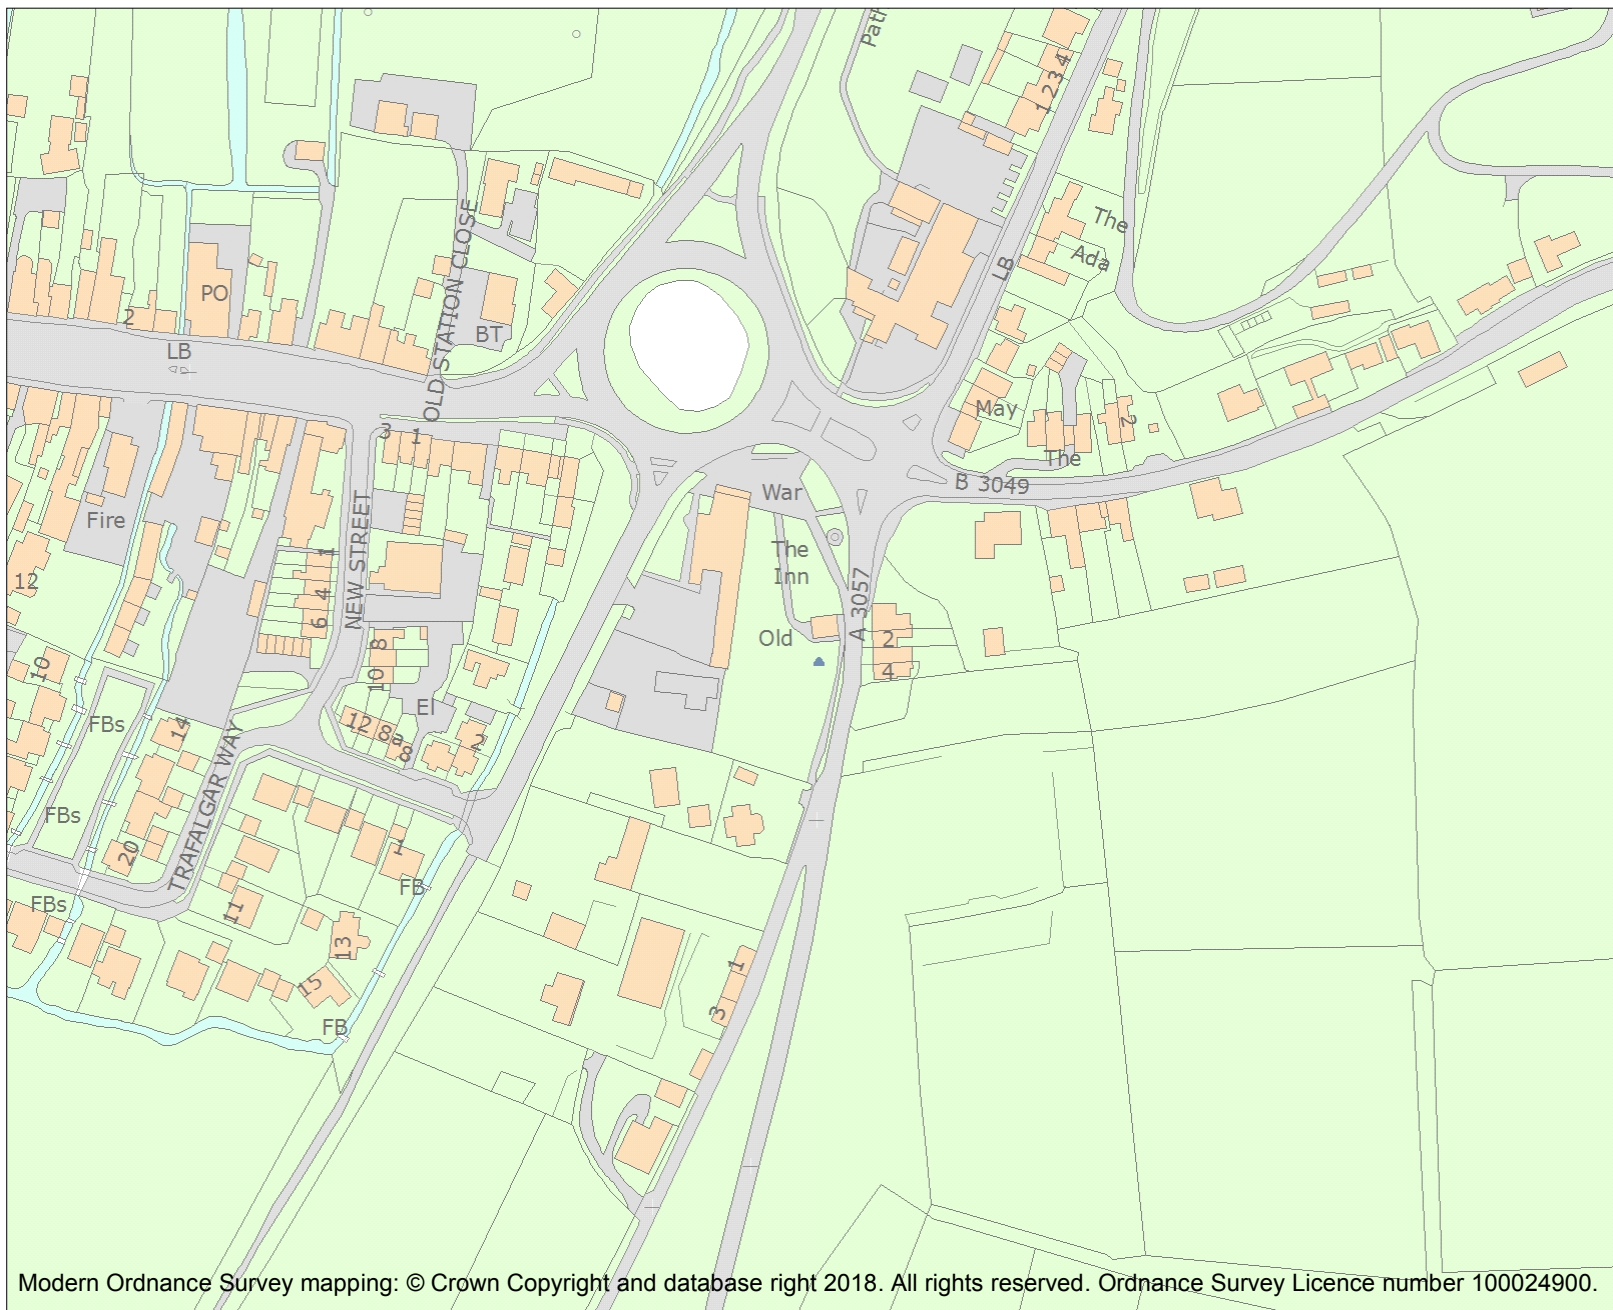 Path
1 2 3 4
The
Ada
LB
PO
2
LB
OLD STATION CLOSE
BT
3
1
May
2
The
B 3049
War
The
Inn
Fire
12
NEW STREET
1
4
6
A 3057
Old
2
4
8
10
10
El
12
8a
8
2
FBs
14
TRAFALGAR WAY
FBs
20
1
FB
FBs
11
13
15
1
3
FB
Modern Ordnance Survey mapping: © Crown Copyright and database right 2018. All rights reserved. Ordnance Survey Licence number 100024900.